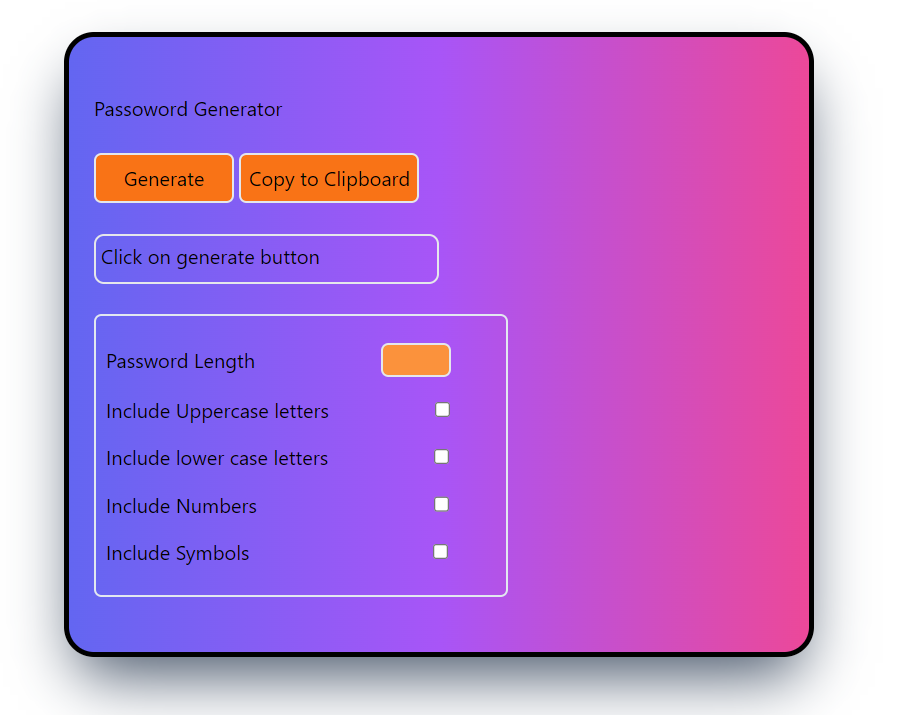 Passoword Generator
Generate Copy to Clipboard
Click on generate button
Password Length
Include Uppercase letters
Include lower case letters
Include Numbers
Include Symbols